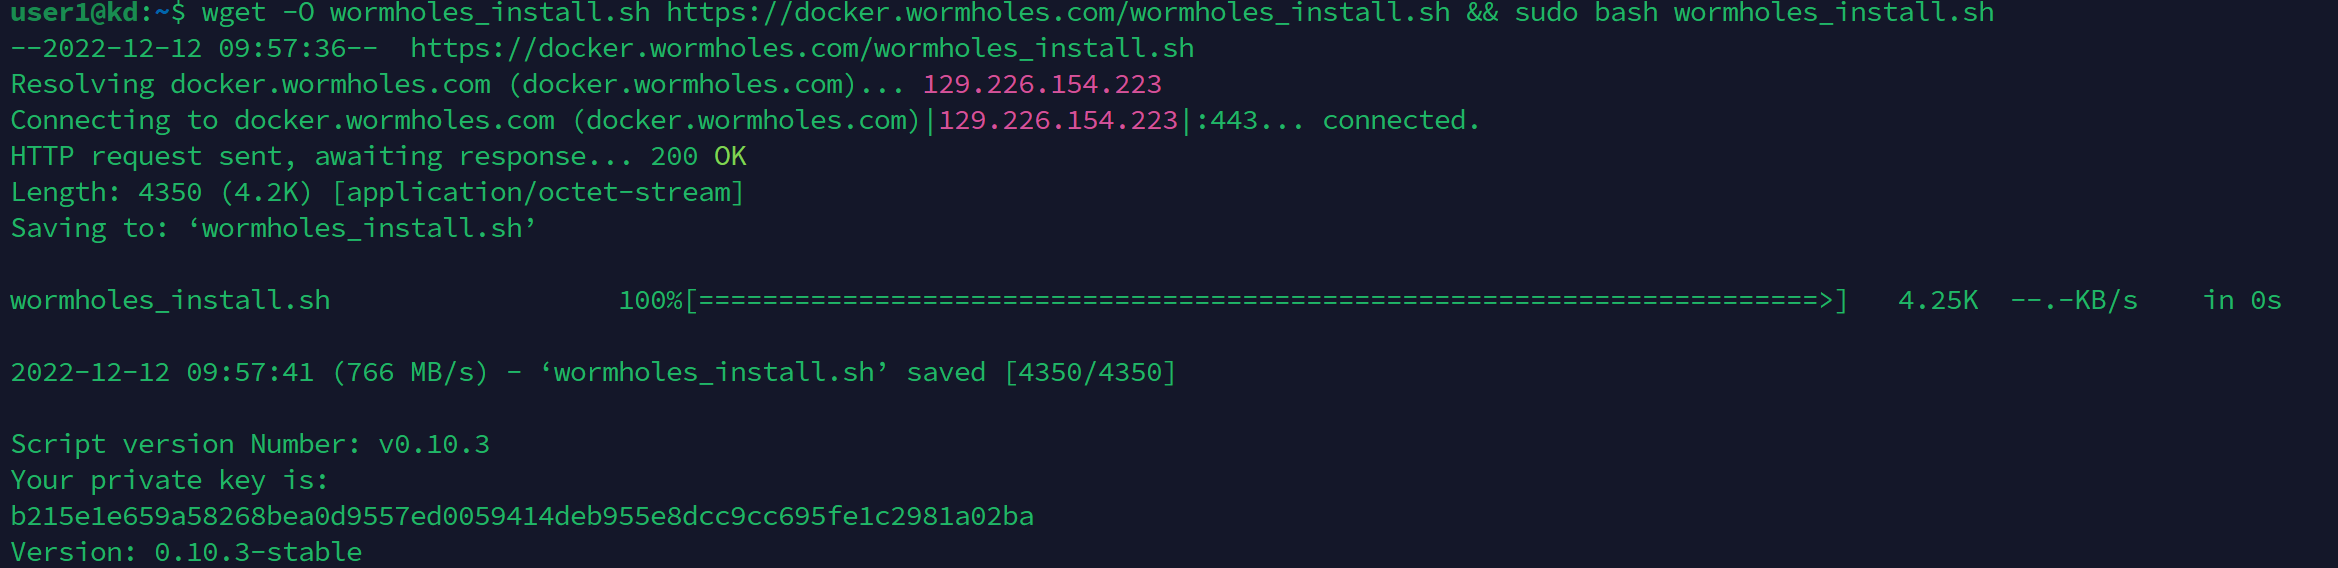 user1@kd:~$ wget -O wormholes_install.sh https://docker.wormholes.com/wormholes_install.sh && sudo bash wormholes_install.sh
--2022-12-12 09:57:36--  https://docker.wormholes.com/wormholes_install.sh
Resolving docker.wormholes.com (docker.wormholes.com)... 129.226.154.223
Connecting to docker.wormholes.com (docker.wormholes.com)|129.226.154.223|:443... connected.
HTTP request sent, awaiting response... 200 OK
Length: 4350 (4.2K) [application/octet-stream]
Saving to: ‘wormholes_install.sh’
wormholes_install.sh                  100%[======================================================================>]   4.25K  --.-KB/s    in 0s
2022-12-12 09:57:41 (766 MB/s) - ‘wormholes_install.sh’ saved [4350/4350]
Script version Number: v0.10.3
Your private key is:
b215e1e659a58268bea0d9557ed0059414deb955e8dcc9cc695fe1c2981a02ba
Version: 0.10.3-stable